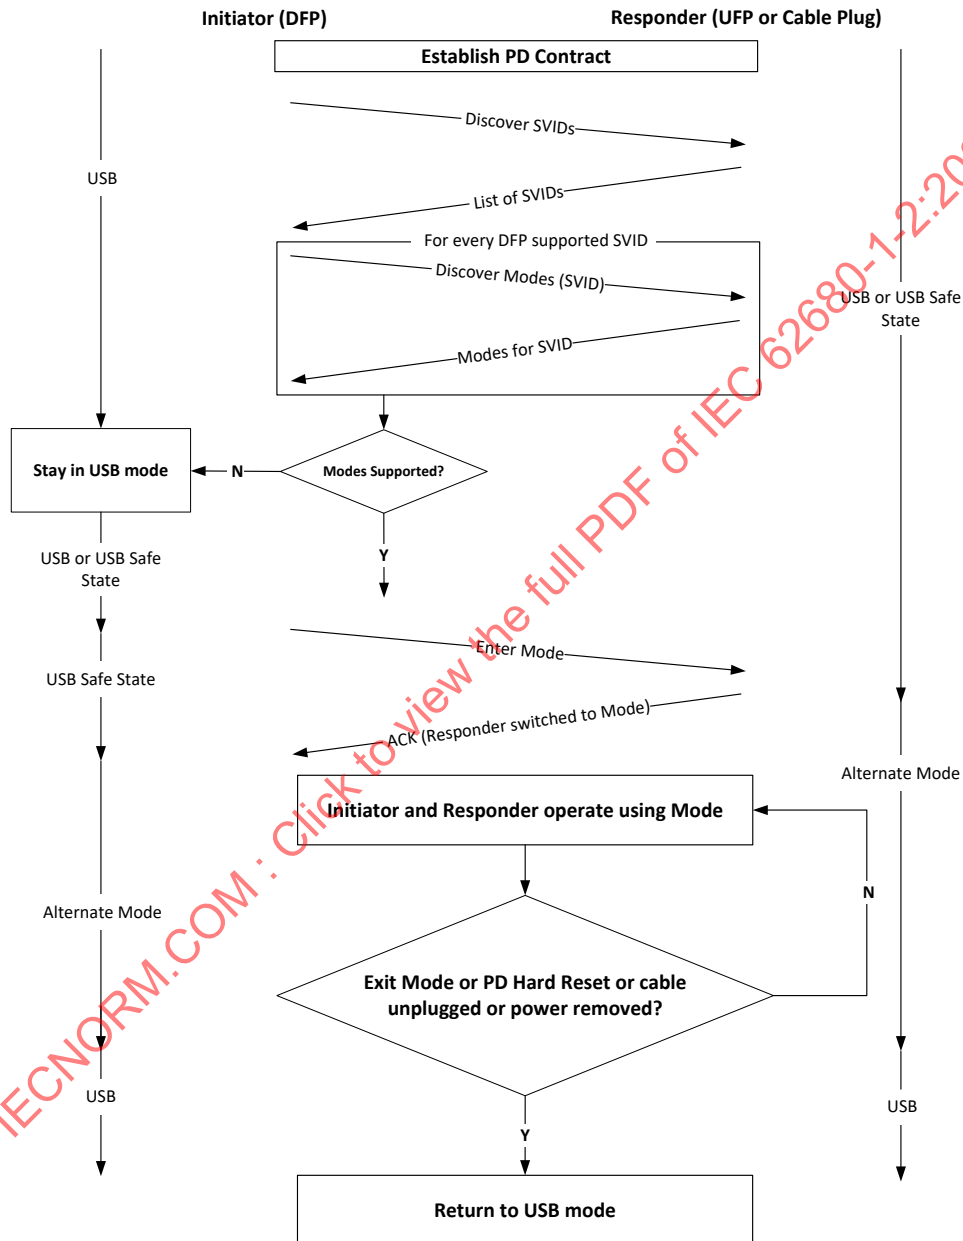 Initiator (DFP)
Responder (UFP or Cable Plug)
Establish PD Contract
Discover SVIDs
USB
List of SVIDs
For every DFP supported SVID
Discover Modes (SVID)
USB or USB Safe
State
Modes for SVID
Stay in USB mode
N
Modes Supported?
Y
USB or USB Safe
State
Enter Mode
USB Safe State
ACK (Responder switched to Mode)
Alternate Mode
Initiator and Responder operate using Mode
N
Alternate Mode
Exit Mode or PD Hard Reset or cable
unplugged or power removed?
USB
USB
Y
Return to USB mode
IECNORM.COM : Click to view the full PDF of IEC 62680-1-2:20